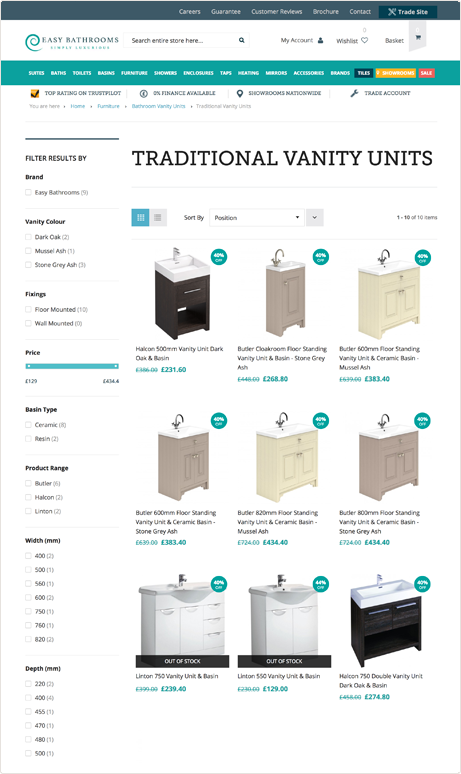 Careers Guarantee Customer Reviews Brochure Contact Trade Site
EASY BATHROOMS
SIMPLY LUXURIOUS
Search entire store here...
My Account Wishlist Basket
SUITES BATHS TOILETS BASINS FURNITURE SHOWERS ENCLOSURES TAPS HEATING MIRRORS ACCESSORIES BRANDS TILES SHOWROOMS SALE
TOP RATING ON TRUSTPILOT 0% FINANCE AVAILABLE SHOWROOMS NATIONWIDE TRADE ACCOUNT
You are here Home Furniture Bathroom Vanity Units Traditional Vanity Units
FILTER RESULTS BY
Brand
Easy Bathrooms (9)
Vanity Colour
Dark Oak (2)
Mussel Ash (1)
Stone Grey Ash (3)
Fixings
Floor Mounted (10)
Wall Mounted (0)
Price
£129 £434.4
Basin Type
Ceramic (8)
Resin (2)
Product Range
Butler (6)
Halcon (2)
Linton (2)
Width (mm)
400 (2)
500 (1)
560 (1)
600 (2)
750 (1)
760 (1)
820 (2)
Depth (mm)
220 (2)
400 (4)
455 (1)
470 (1)
480 (1)
500 (1)
TRADITIONAL VANITY UNITS
Sort By Position
1 - 10 of 10 items
40%
OFF
Halcon 500mm Vanity Unit Dark
Oak & Basin
£386.00 £231.60
40%
OFF
Butler Cloakroom Floor Standing
Vanity Unit & Basin - Stone Grey
Ash
£448.00 £268.80
40%
OFF
Butler 600mm Floor Standing
Vanity Unit & Ceramic Basin -
Mussel Ash
£639.00 £383.40
40%
OFF
Butler 600mm Floor Standing
Vanity Unit & Ceramic Basin -
Stone Grey Ash
£639.00 £383.40
40%
OFF
Butler 820mm Floor Standing
Vanity Unit & Ceramic Basin -
Mussel Ash
£724.00 £434.40
40%
OFF
Butler 800mm Floor Standing
Vanity Unit & Ceramic Basin -
Stone Grey Ash
£724.00 £434.40
40%
OFF
OUT OF STOCK
Linton 750 Vanity Unit & Basin
£399.00 £239.40
44%
OFF
OUT OF STOCK
Linton 550 Vanity Unit & Basin
£230.00 £129.00
40%
OFF
Halcon 750 Double Vanity Unit
Dark Oak & Basin
£458.00 £274.80